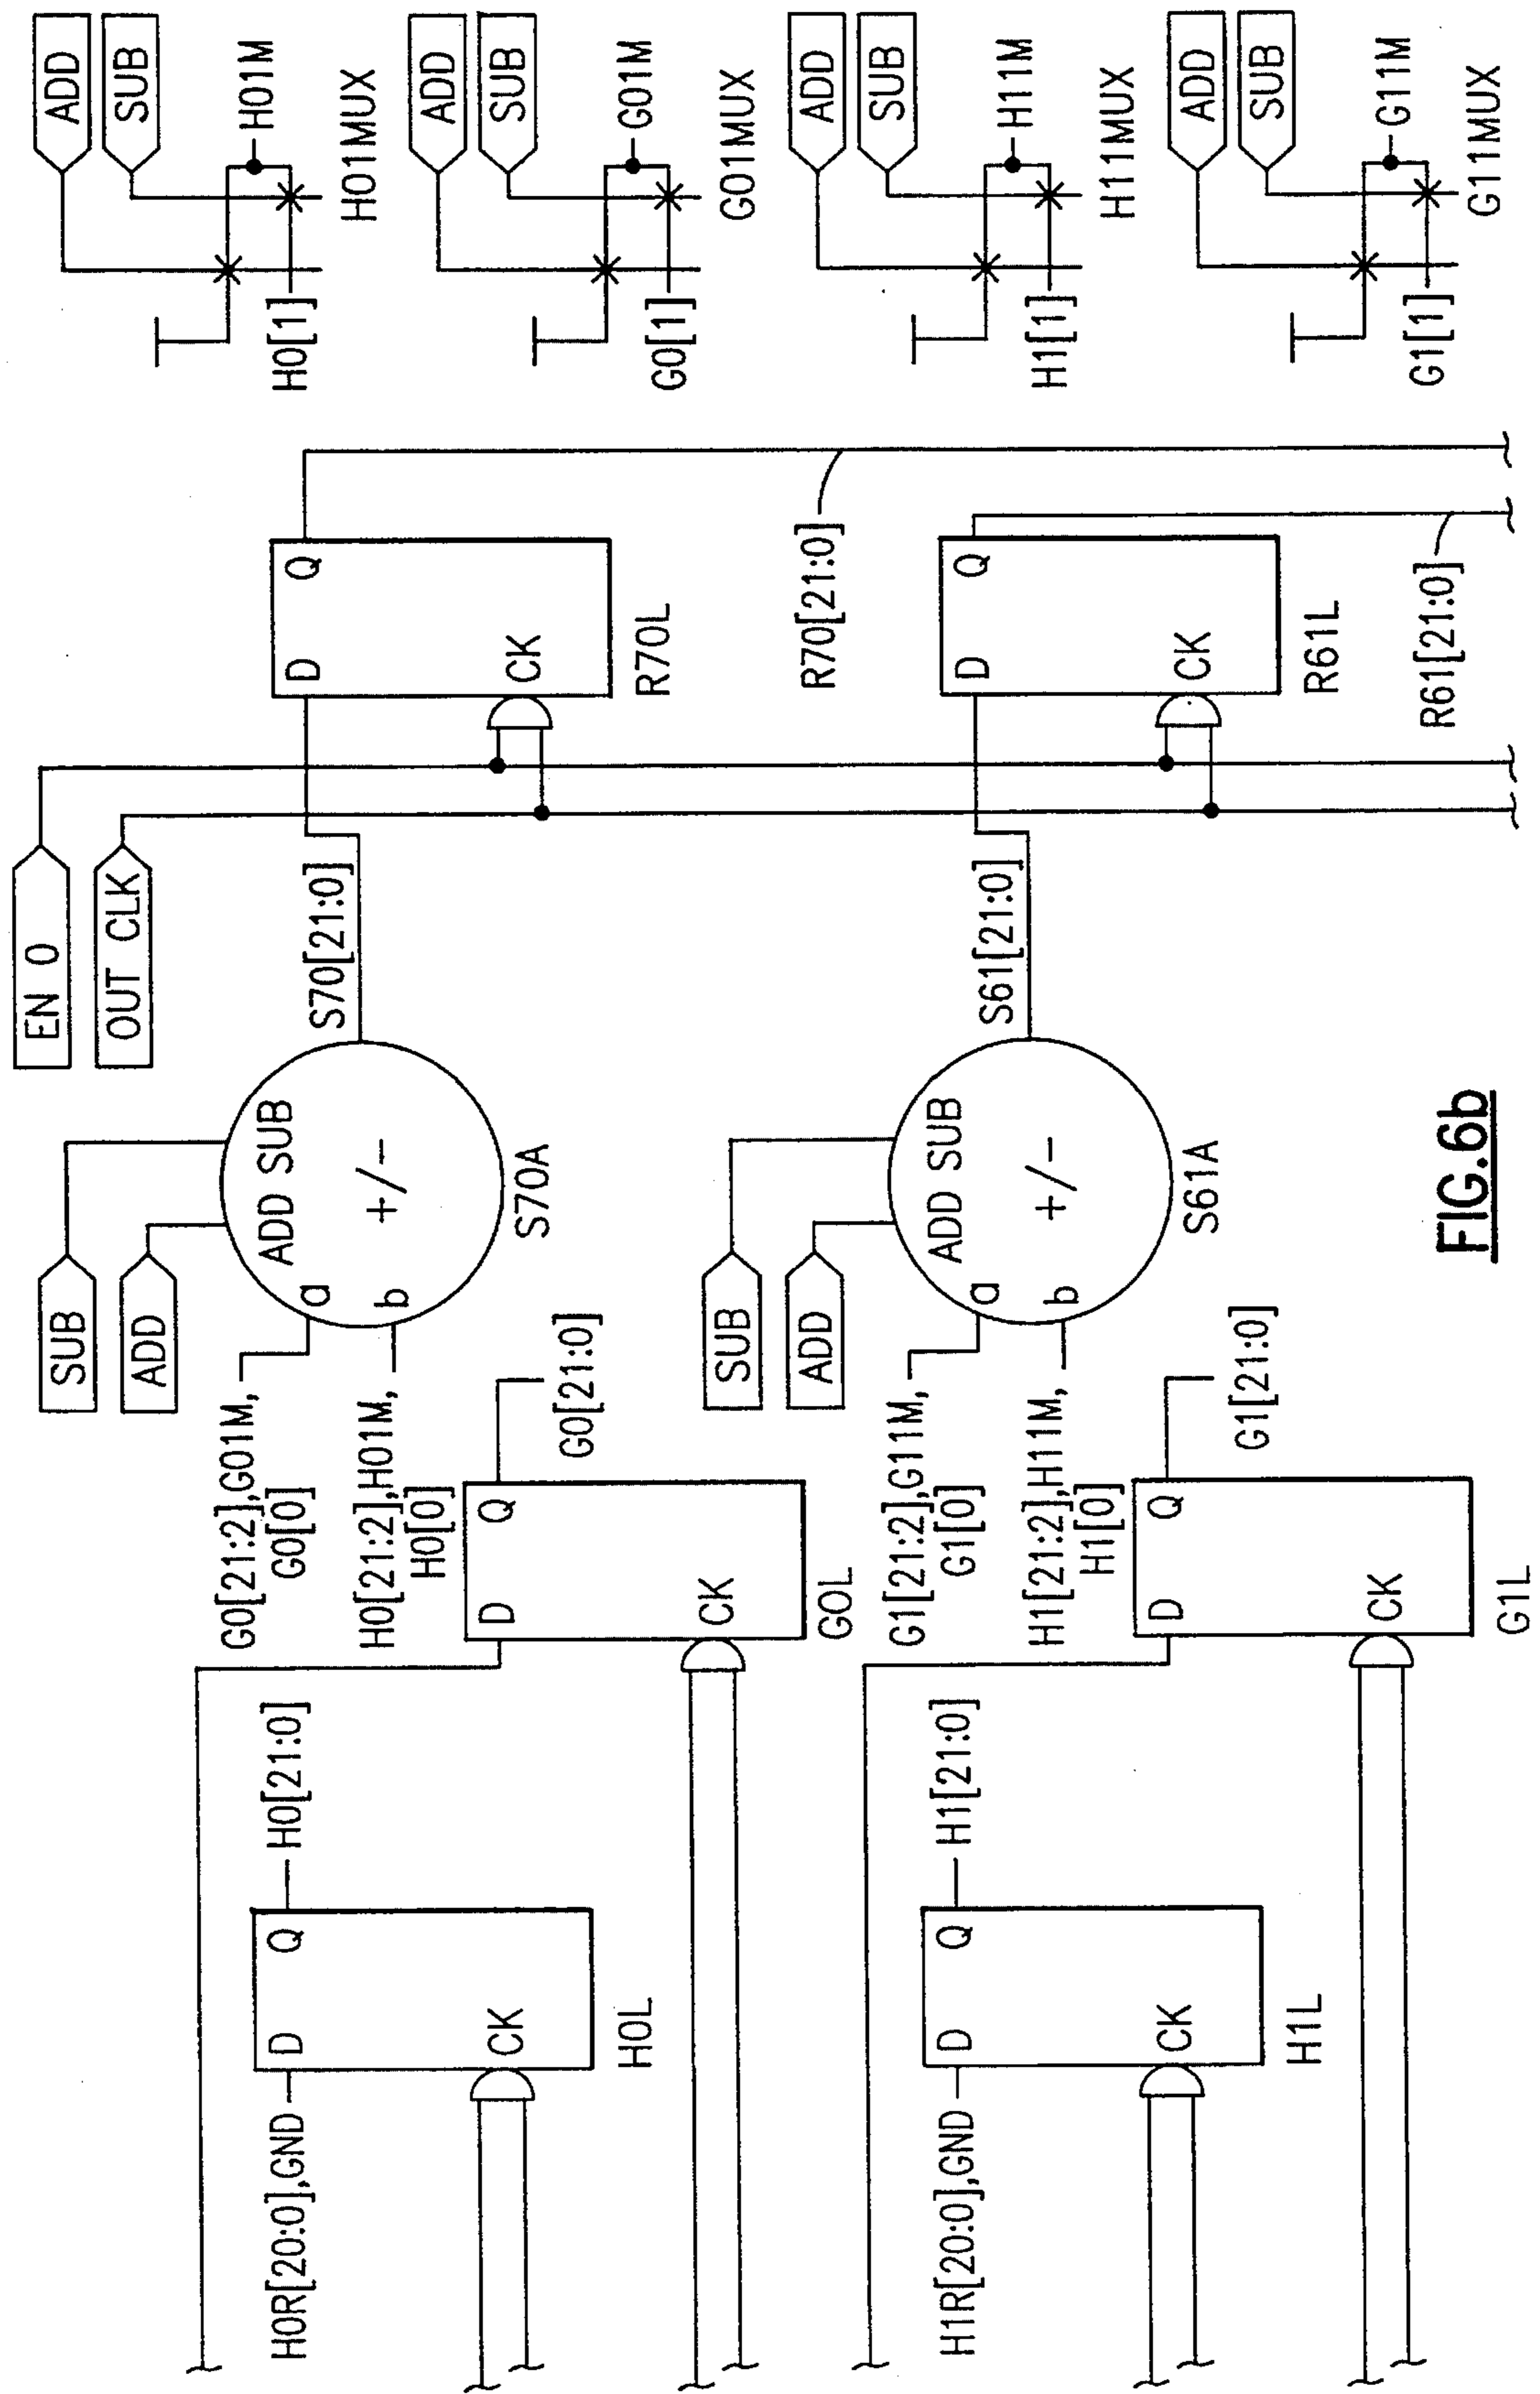 H0R[20:0],GND
D
Q
CK
H0L
H0[21:0]
D
Q
CK
G0L
G0[21:0]
G0[21:2],G01M,
G0[0]
H0[21:2],H01M,
H0[0]
SUB
ADD
a
b
ADD SUB
+/-
S70A
S70[21:0]
EN 0
OUT CLK
D
Q
CK
R70L
R70[21:0]
H1R[20:0],GND
D
Q
CK
H1L
H1[21:0]
D
Q
CK
G1L
G1[21:0]
G1[21:2],G11M,
G1[0]
H1[21:2],H11M,
H1[0]
SUB
ADD
a
b
ADD SUB
+/-
S61A
S61[21:0]
D
Q
CK
R61L
R61[21:0]
ADD
SUB
H01M
H0[1]
H01MUX
ADD
SUB
G01M
G0[1]
G01MUX
ADD
SUB
H11M
H1[1]
H11MUX
ADD
SUB
G11M
G1[1]
G11MUX
FIG.6b